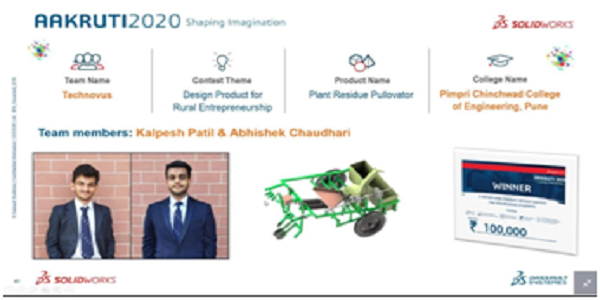 AAKRUTI2020 Shaping Imagination
SOLIDWORKS
Team Name
Technovus
Contest Theme
Design Product for
Rural Entrepreneurship
Product Name
Plant Residue Pullovator
College Name
Pimpri Chinchwad College
of Engineering, Pune
Team members: Kalpesh Patil & Abhishek Chaudhari
WINNER
₹ 100,000
SOLIDWORKS
DASSAULT
SYSTEMES